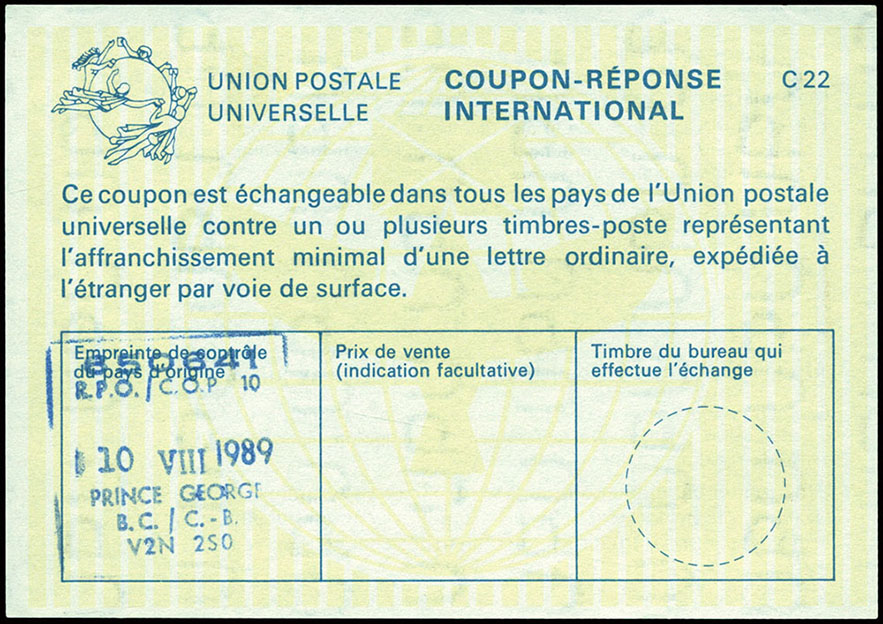 UNION POSTALE
UNIVERSELLE
COUPON-RÉPONSE
INTERNATIONAL
C 22
Ce coupon est échangeable dans tous les pays de l'Union postale
universelle contre un ou plusieurs timbres-poste représentant
l'affranchissement minimal d'une lettre ordinaire, expédiée à
l'étranger par voie de surface.
Empreinte de contrôle
du pays d'origine
850841
R.P.O. / C.O.P 10
10 VIII 1989
PRINCE GEORGE
B.C. / C.-B.
V2N 2S0
Prix de vente
(indication facultative)
Timbre du bureau qui
effectue l'échange